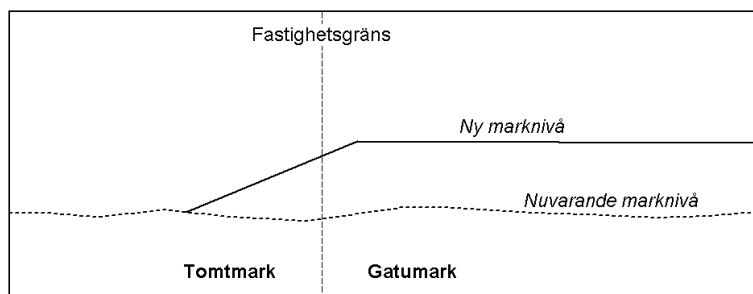 Fastighetsgräns
Ny marknivå
Nuvarande marknivå
Tomtmark
Gatumark